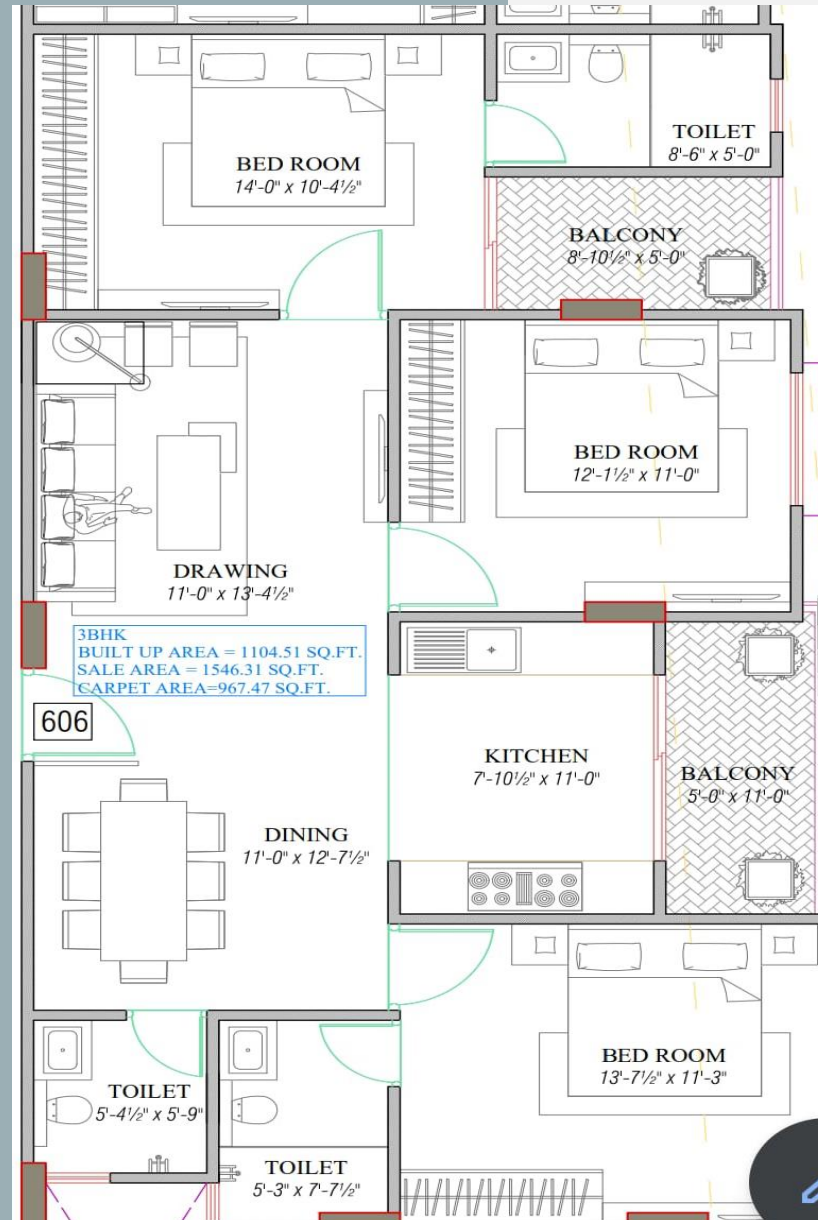 TOILET
8'-6" x 5'-0"
BED ROOM
14'-0" x 10'-4½"
BALCONY
8'-10½" x 5'-0"
BED ROOM
12'-1½" x 11'-0"
DRAWING
11'-0" x 13'-4½"
3BHK
BUILT UP AREA = 1104.51 SQ.FT.
SALE AREA = 1546.31 SQ.FT.
CARPET AREA=967.47 SQ.FT.
606
KITCHEN
7'-10½" x 11'-0"
BALCONY
5'-0" x 11'-0"
DINING
11'-0" x 12'-7½"
BED ROOM
13'-7½" x 11'-3"
TOILET
5'-4½" x 5'-9"
TOILET
5'-3" x 7'-7½"